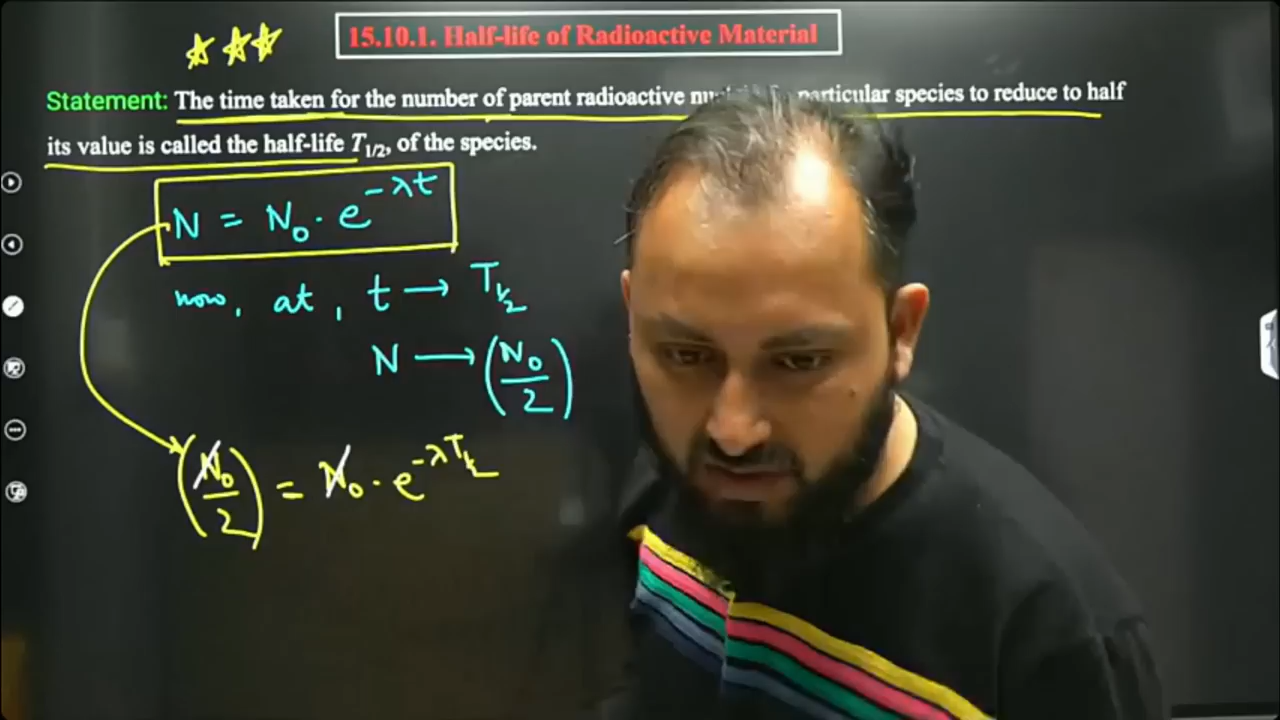 15.10.1. Half-life of Radioactive Material
Statement: The time taken for the number of parent radioactive particular species to reduce to half
its value is called the half-life T1/2, of the species.
N = N₀ · e^-λt
now, at, t → T1/2
N → (N₀/2)
(N₀/2) = N₀ · e^-λT1/2